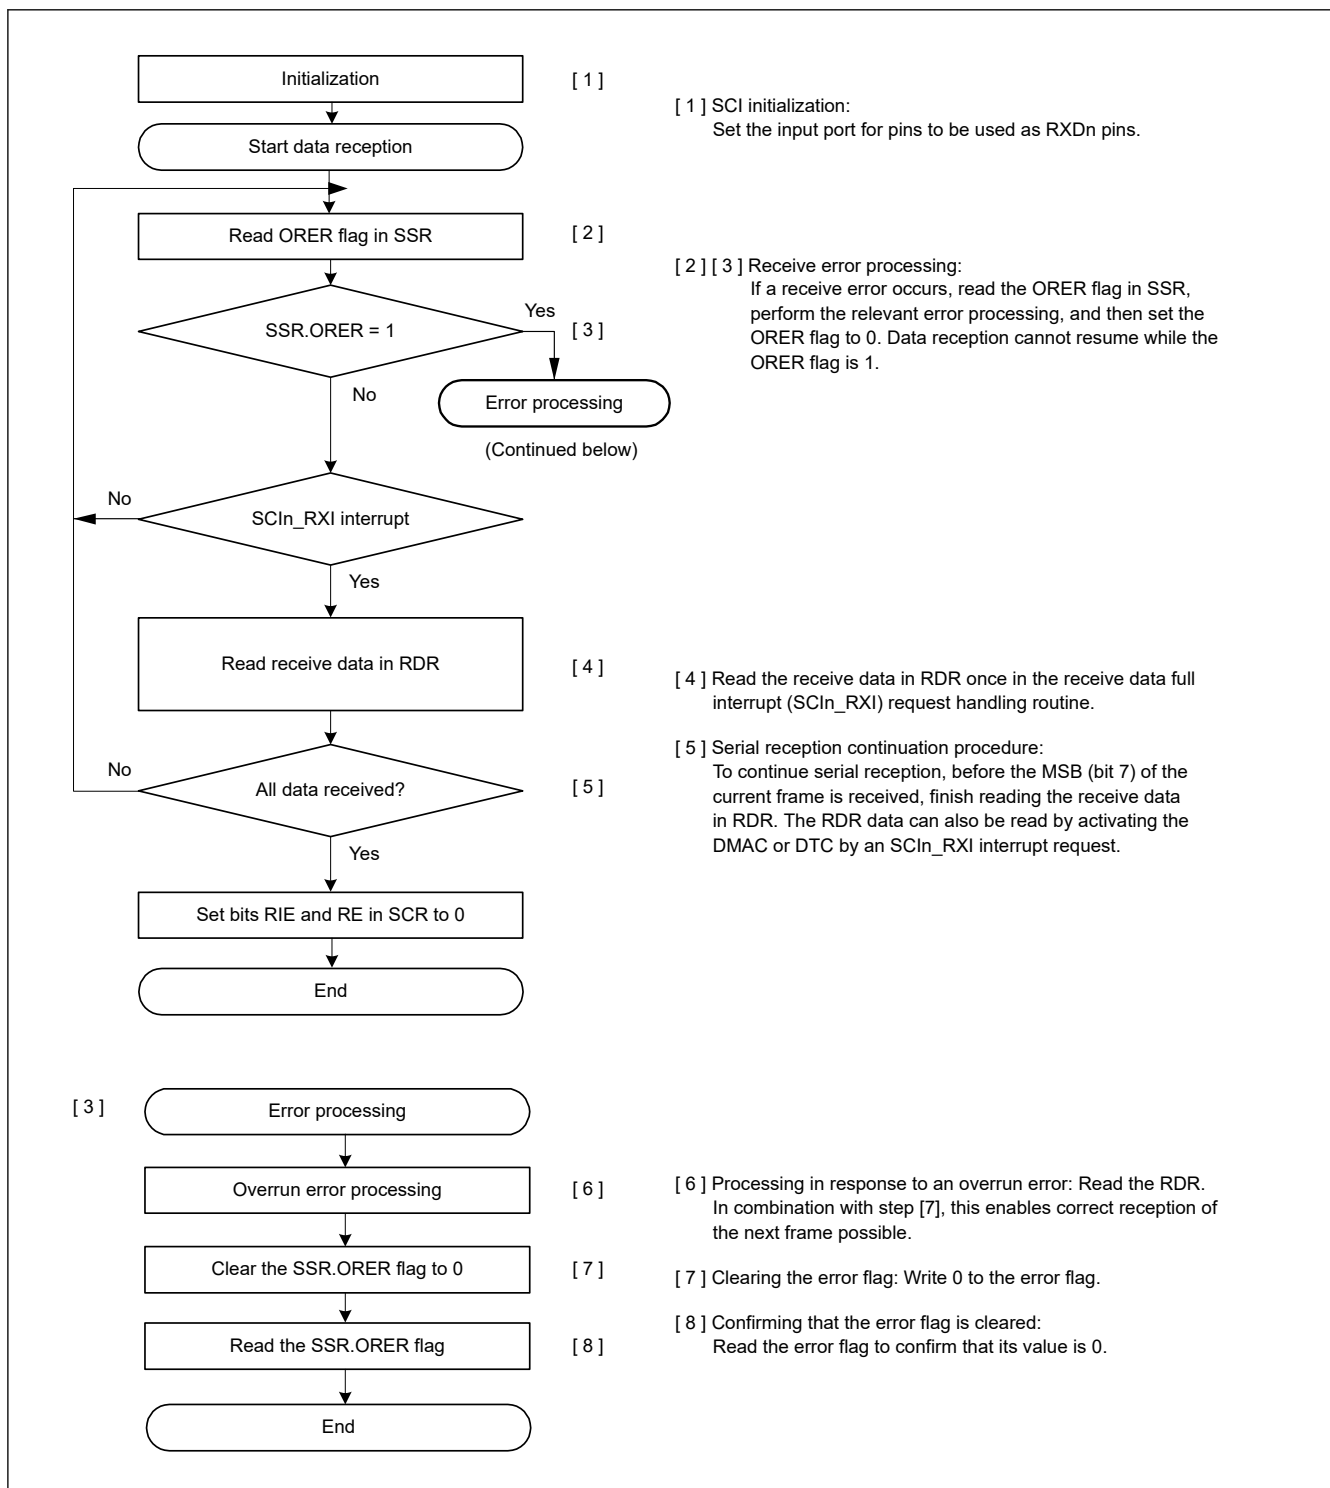 Initialization
[ 1 ]
[ 1 ] SCI initialization:
Set the input port for pins to be used as RXDn pins.
Start data reception
Read ORER flag in SSR
[ 2 ]
[ 2 ] [ 3 ] Receive error processing:
If a receive error occurs, read the ORER flag in SSR,
perform the relevant error processing, and then set the
ORER flag to 0. Data reception cannot resume while the
ORER flag is 1.
SSR.ORER = 1
Yes
[ 3 ]
No
Error processing
(Continued below)
No
SCIn_RXI interrupt
Yes
Read receive data in RDR
[ 4 ]
[ 4 ] Read the receive data in RDR once in the receive data full
interrupt (SCIn_RXI) request handling routine.
No
All data received?
[ 5 ]
[ 5 ] Serial reception continuation procedure:
To continue serial reception, before the MSB (bit 7) of the
current frame is received, finish reading the receive data
in RDR. The RDR data can also be read by activating the
DMAC or DTC by an SCIn_RXI interrupt request.
Yes
Set bits RIE and RE in SCR to 0
End
[ 3 ]
Error processing
Overrun error processing
[ 6 ]
[ 6 ] Processing in response to an overrun error: Read the RDR.
In combination with step [7], this enables correct reception of
the next frame possible.
Clear the SSR.ORER flag to 0
[ 7 ]
[ 7 ] Clearing the error flag: Write 0 to the error flag.
Read the SSR.ORER flag
[ 8 ]
[ 8 ] Confirming that the error flag is cleared:
Read the error flag to confirm that its value is 0.
End